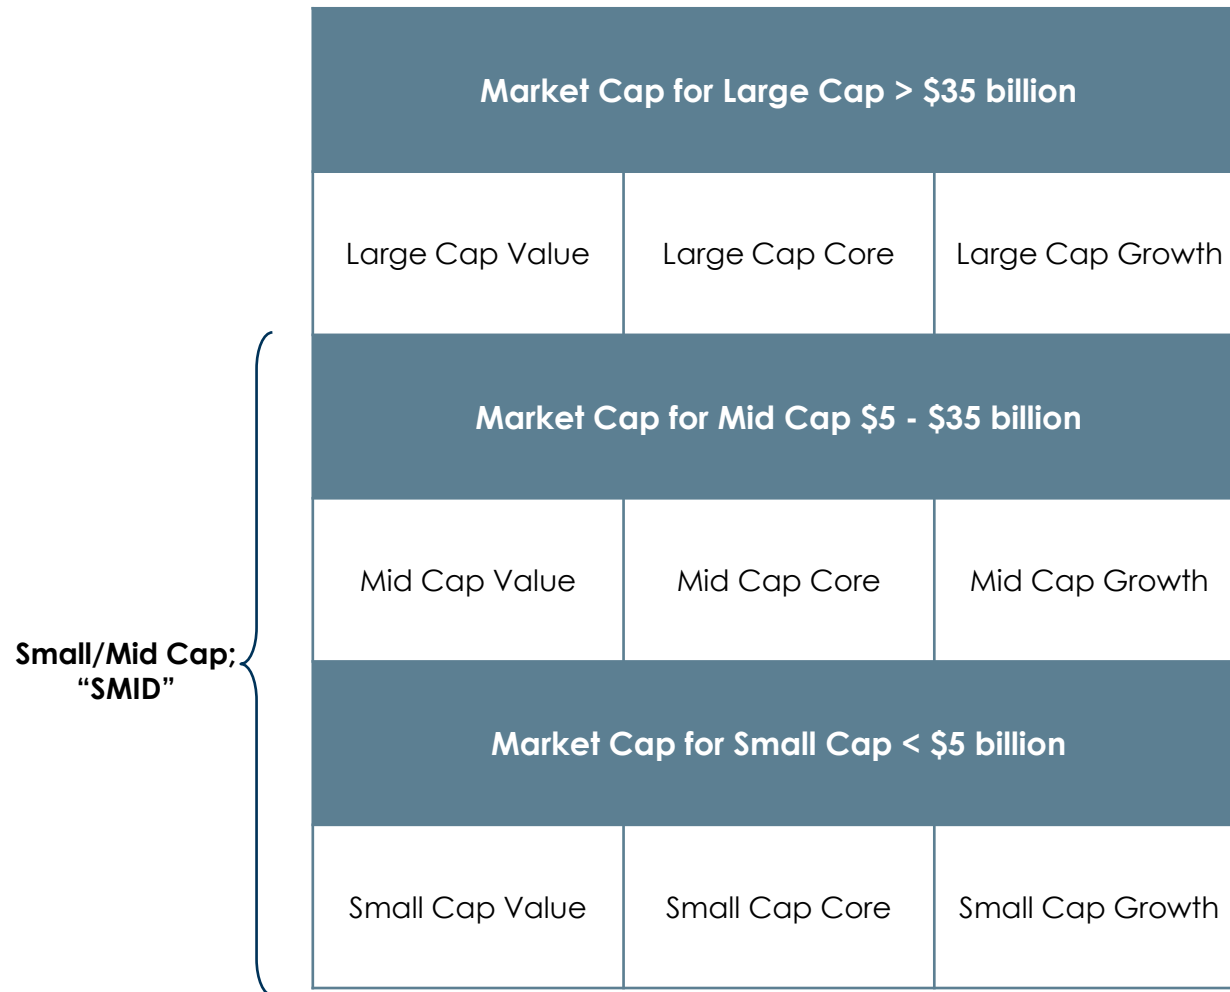 Market Cap for Large Cap > $35 billion
Large Cap Value
Large Cap Core
Large Cap Growth
Market Cap for Mid Cap $5 - $35 billion
Mid Cap Value
Mid Cap Core
Mid Cap Growth
Small/Mid Cap;
“SMID”
Market Cap for Small Cap < $5 billion
Small Cap Value
Small Cap Core
Small Cap Growth